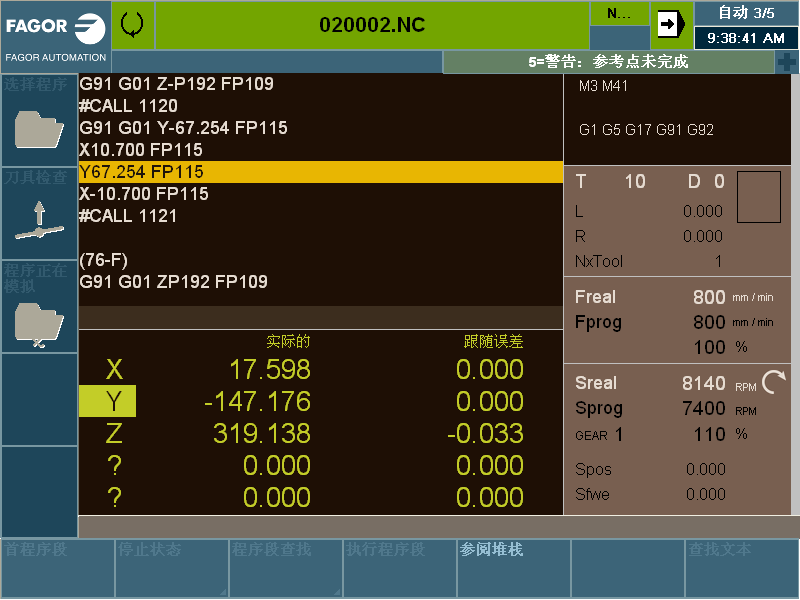 FAGOR
FAGOR AUTOMATION
020002.NC
N...
自动 3/5
9:38:41 AM
5=警告: 参考点未完成
选择程序
刀具检查
程序正在
模拟
G91 G01 Z-P192 FP109
#CALL 1120
G91 G01 Y-67.254 FP115
X10.700 FP115
Y67.254 FP115
X-10.700 FP115
#CALL 1121
(76-F)
G91 G01 ZP192 FP109
实际的 跟随误差
X 17.598 0.000
Y -147.176 0.000
Z 319.138 -0.033
? 0.000 0.000
? 0.000 0.000
M3 M41
G1 G5 G17 G91 G92
T 10 D 0
L 0.000
R 0.000
NxTool 1
Freal 800 mm / min
Fprog 800 mm / min
100 %
Sreal 8140 RPM
Sprog 7400 RPM
GEAR 1 110 %
Spos 0.000
Sfwe 0.000
首程序段 停止状态 程序段查找 执行程序段 参阅堆栈 查找文本